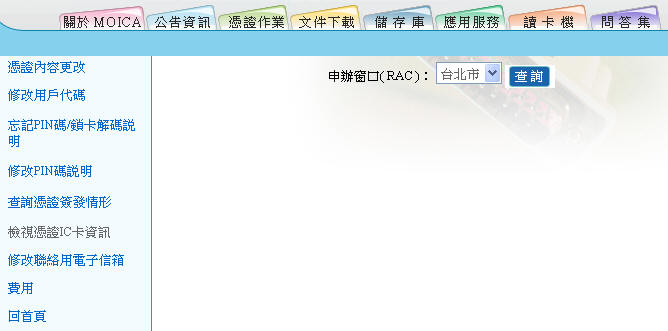 關於 MOICA 公告資訊 憑證作業 文件下載 儲存庫 應用服務 讀卡機 問答集
憑證內容更改
申辦窗口(RAC)： 台北市 查詢
修改用戶代碼
忘記PIN碼/鎖卡解碼說
明
修改PIN碼說明
查詢憑證簽發情形
檢視憑證IC卡資訊
修改聯絡用電子信箱
費用
回首頁